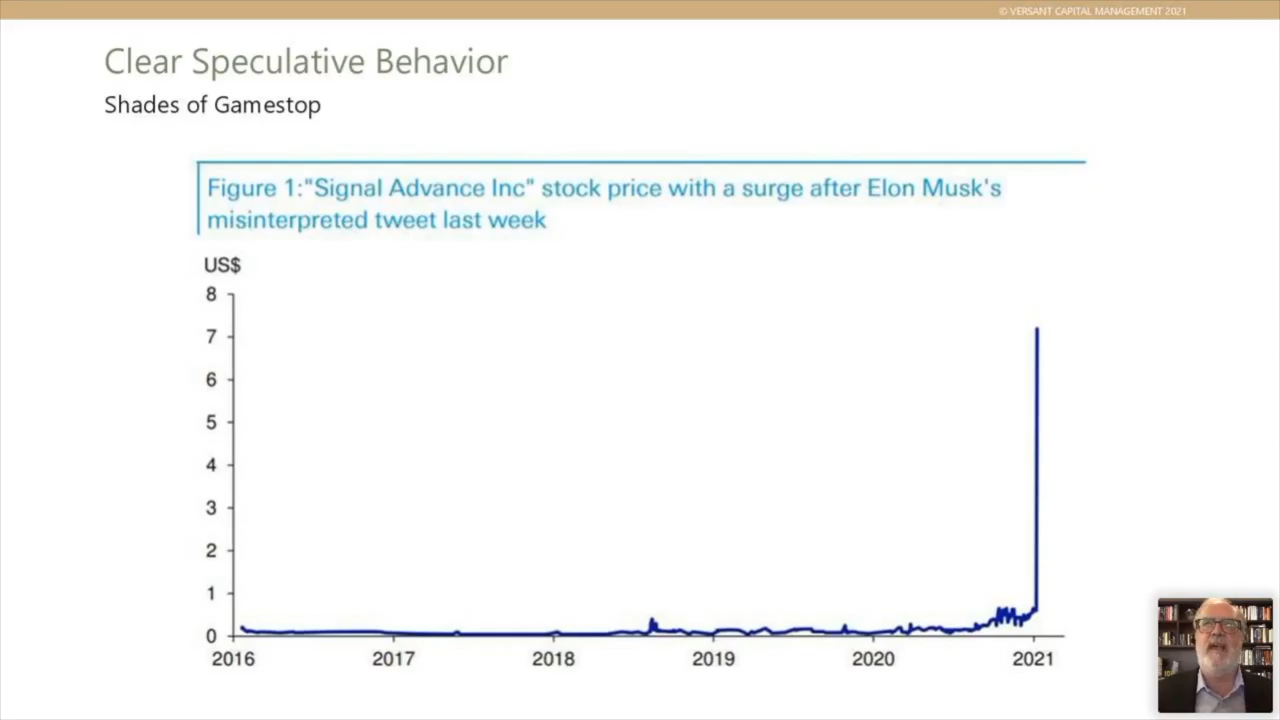 © VERSANT CAPITAL MANAGEMENT 2021
Clear Speculative Behavior
Shades of Gamestop
Figure 1:"Signal Advance Inc" stock price with a surge after Elon Musk's
misinterpreted tweet last week
US$
8
7
6
5
4
3
2
1
0
2016 2017 2018 2019 2020 2021